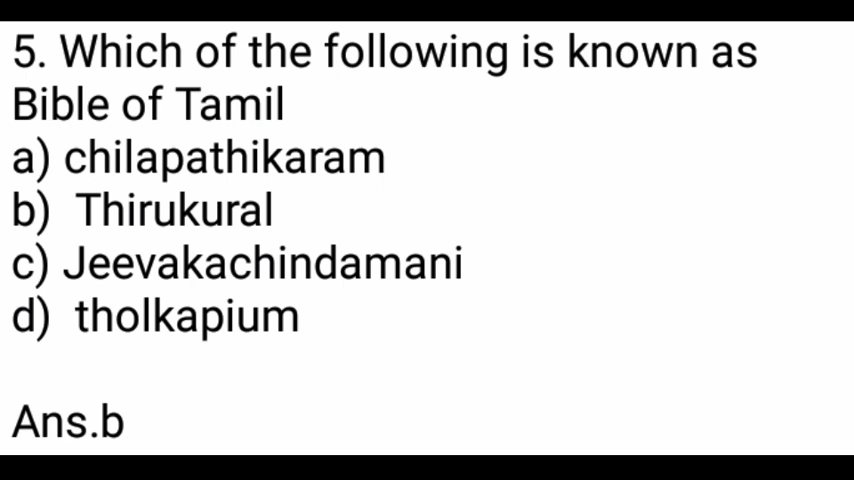 5. Which of the following is known as
Bible of Tamil
a) chilapathikaram
b) Thirukural
c) Jeevakachindamani
d) tholkapium
Ans.b